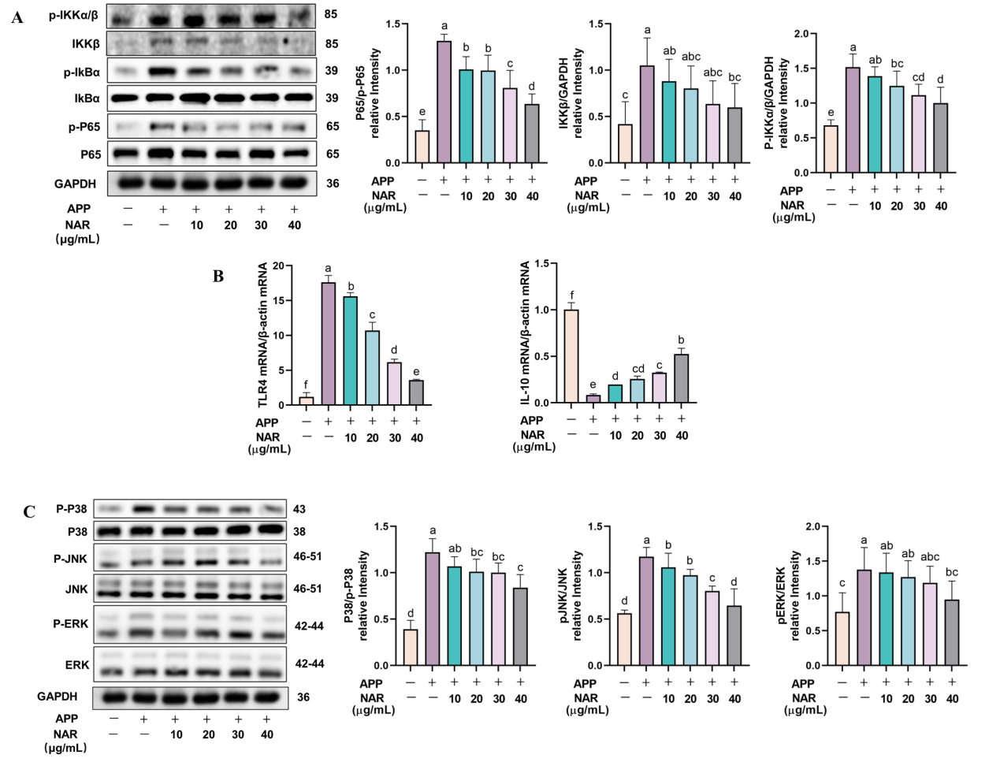 A
p-IKKα/β 85
IKKβ 85
p-IkBα 39
IkBα 39
p-P65 65
P65 65
GAPDH 36
APP — + + + + +
NAR — — 10 20 30 40
(μg/mL)
P65/p-P65
relative Intensity
1.5
1.0
0.5
0.0
e a b b c d
APP — + + + + +
NAR — — 10 20 30 40
(μg/mL)
IKKβ/GAPDH
relative Intensity
1.5
1.0
0.5
0.0
c a ab abc abc bc
APP — + + + + +
NAR — — 10 20 30 40
(μg/mL)
P-IKKα/β/GAPDH
relative Intensity
2.0
1.5
1.0
0.5
0.0
e a ab bc cd d
APP — + + + + +
NAR — — 10 20 30 40
(μg/mL)
B
TLR4 mRNA/β-actin mRNA
20
15
10
5
0
f a b c d e
APP — + + + + +
NAR — — 10 20 30 40
(μg/mL)
IL-10 mRNA/β-actin mRNA
1.5
1.0
0.5
0.0
f e d cd c b
APP — + + + + +
NAR — — 10 20 30 40
(μg/mL)
C
P-P38 43
P38 38
P-JNK 46-51
JNK 46-51
P-ERK 42-44
ERK 42-44
GAPDH 36
APP — + + + + +
NAR — — 10 20 30 40
(μg/mL)
P38/p-P38
relative Intensity
1.5
1.0
0.5
0.0
d a ab bc bc c
APP — + + + + +
NAR — — 10 20 30 40
(μg/mL)
pJNK/JNK
relative Intensity
1.5
1.0
0.5
0.0
d a b b c d
APP — + + + + +
NAR — — 10 20 30 40
(μg/mL)
pERK/ERK
relative Intensity
2.0
1.5
1.0
0.5
0.0
c a ab ab abc bc
APP — + + + + +
NAR — — 10 20 30 40
(μg/mL)